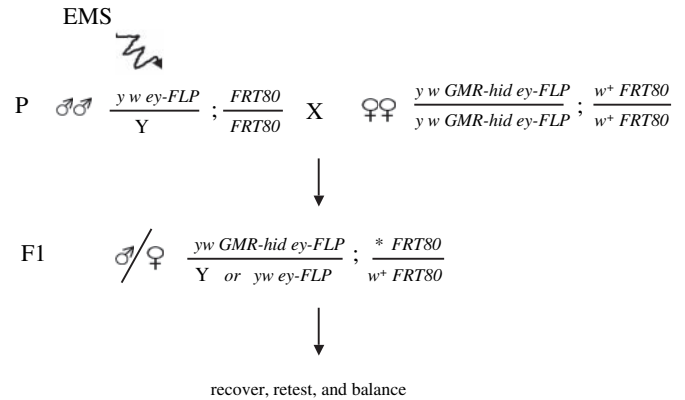 EMS
P ♂♂ y w ey-FLP / Y ; FRT80 / FRT80 X ♀♀ y w GMR-hid ey-FLP / y w GMR-hid ey-FLP ; w⁺ FRT80 / w⁺ FRT80
F1 ♂/♀ yw GMR-hid ey-FLP / Y or yw ey-FLP ; * FRT80 / w⁺ FRT80
recover, retest, and balance